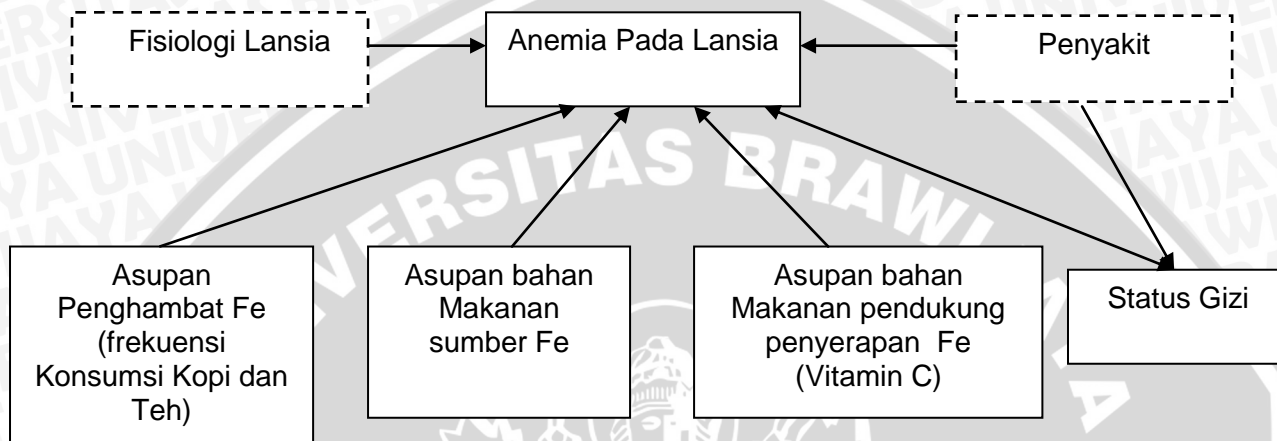 Fisiologi Lansia
Anemia Pada Lansia
Penyakit
Asupan
Penghambat Fe
(frekuensi
Konsumsi Kopi dan
Teh)
Asupan bahan
Makanan
sumber Fe
Asupan bahan
Makanan pendukung
penyerapan Fe
(Vitamin C)
Status Gizi